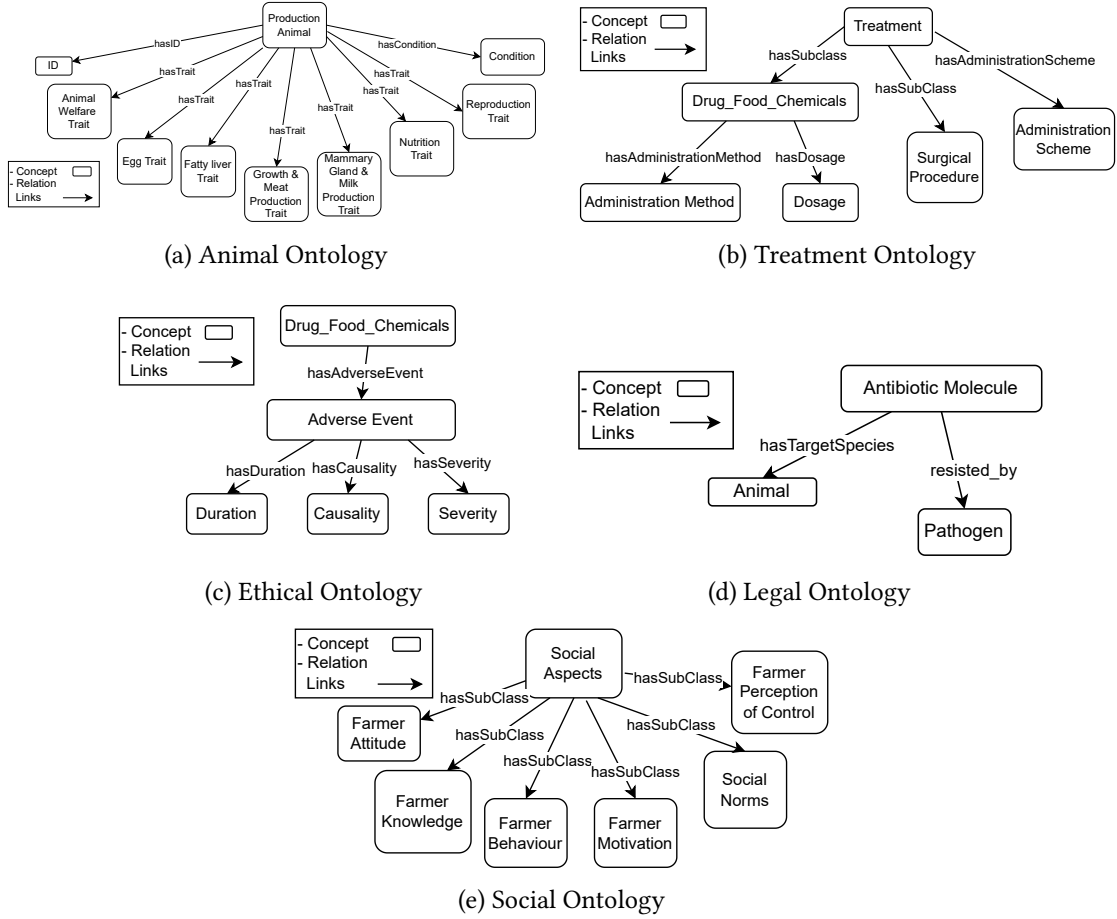 Production
Animal
hasID
hasCondition
ID
Condition
hasTrait
hasTrait
hasTrait
hasTrait
hasTrait
hasTrait
hasTrait
Animal
Welfare
Trait
Egg Trait
Fatty liver
Trait
Growth &
Meat
Production
Trait
Mammary
Gland &
Milk
Production
Trait
Nutrition
Trait
Reproduction
Trait
- Concept
- Relation
Links
(a) Animal Ontology
- Concept
- Relation
Links
Treatment
hasSubclass
hasAdministrationScheme
hasSubClass
Drug_Food_Chemicals
hasAdministrationMethod
hasDosage
Administration Method
Dosage
Surgical
Procedure
Administration
Scheme
(b) Treatment Ontology
- Concept
- Relation
Links
Drug_Food_Chemicals
hasAdverseEvent
Adverse Event
hasDuration
hasCausality
hasSeverity
Duration
Causality
Severity
(c) Ethical Ontology
- Concept
- Relation
Links
Antibiotic Molecule
hasTargetSpecies
resisted_by
Animal
Pathogen
(d) Legal Ontology
- Concept
- Relation
Links
Social
Aspects
hasSubClass
hasSubClass
hasSubClass
hasSubClass
hasSubClass
hasSubClass
Farmer
Attitude
Farmer
Knowledge
Farmer
Behaviour
Farmer
Motivation
Social
Norms
Farmer
Perception
of Control
(e) Social Ontology